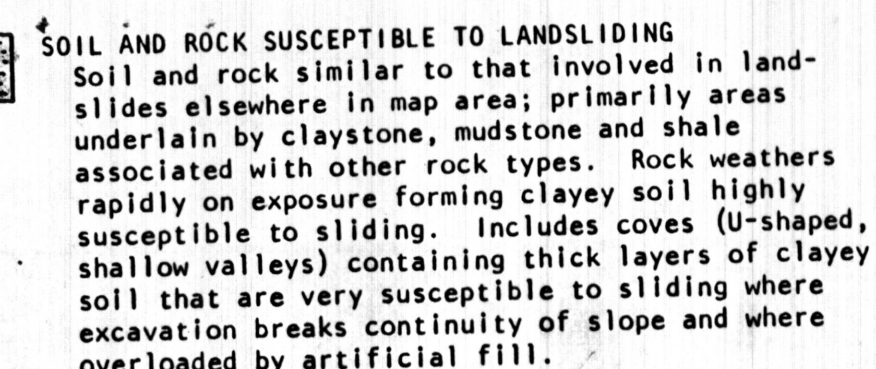 SOIL AND ROCK SUSCEPTIBLE TO LANDSLIDING
Soil and rock similar to that involved in land-
slides elsewhere in map area; primarily areas
underlain by claystone, mudstone and shale
associated with other rock types. Rock weathers
rapidly on exposure forming clayey soil highly
susceptible to sliding. Includes coves (U-shaped,
shallow valleys) containing thick layers of clayey
soil that are very susceptible to sliding where
excavation breaks continuity of slope and where
overloaded by artificial fill.